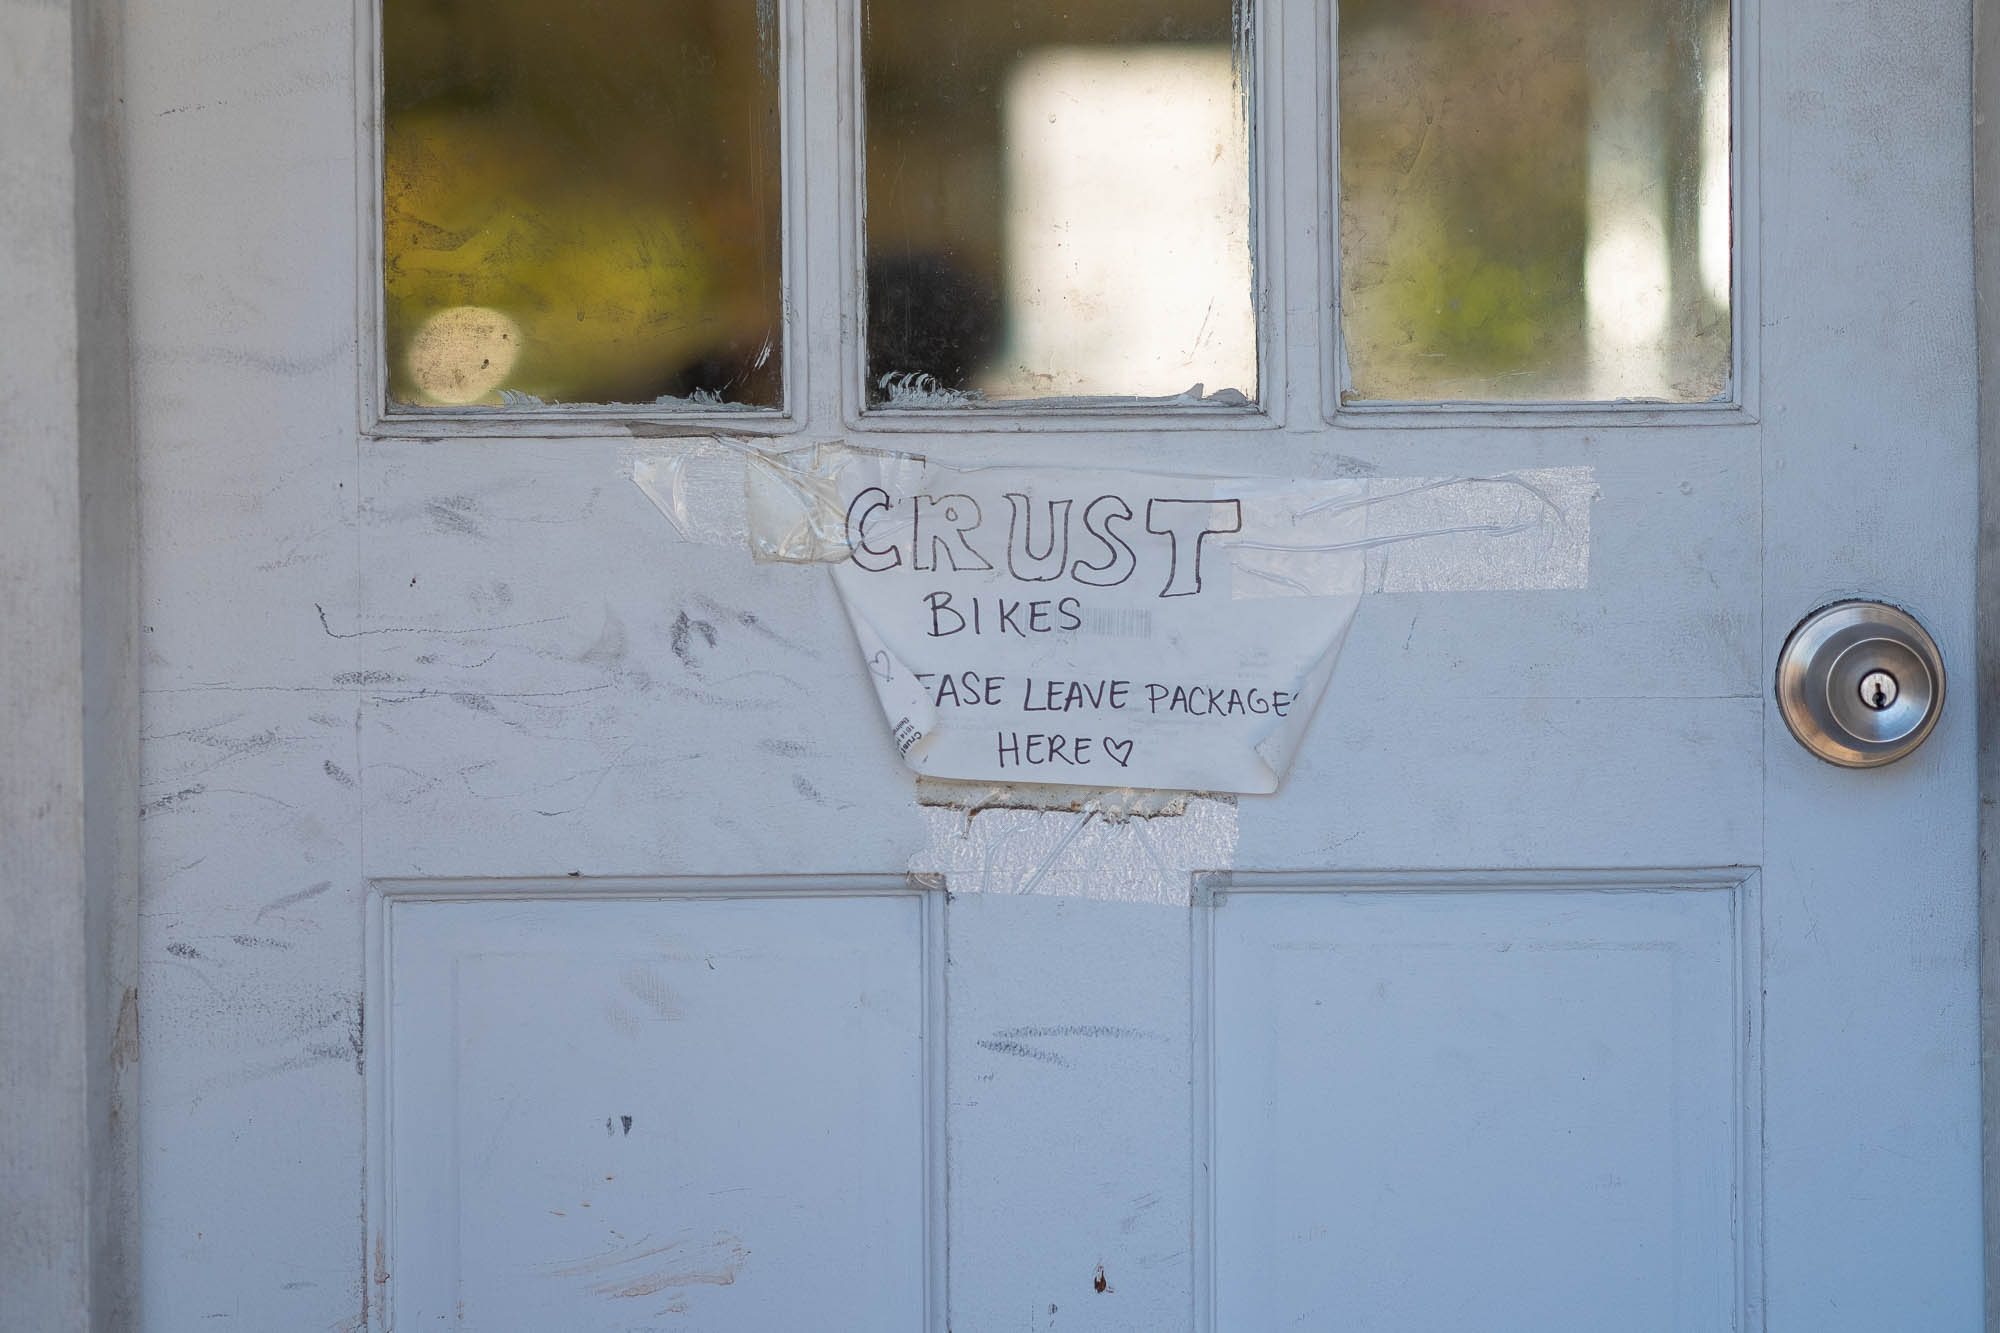 CRUST
BIKES
EASE LEAVE PACKAGE
HERE♡